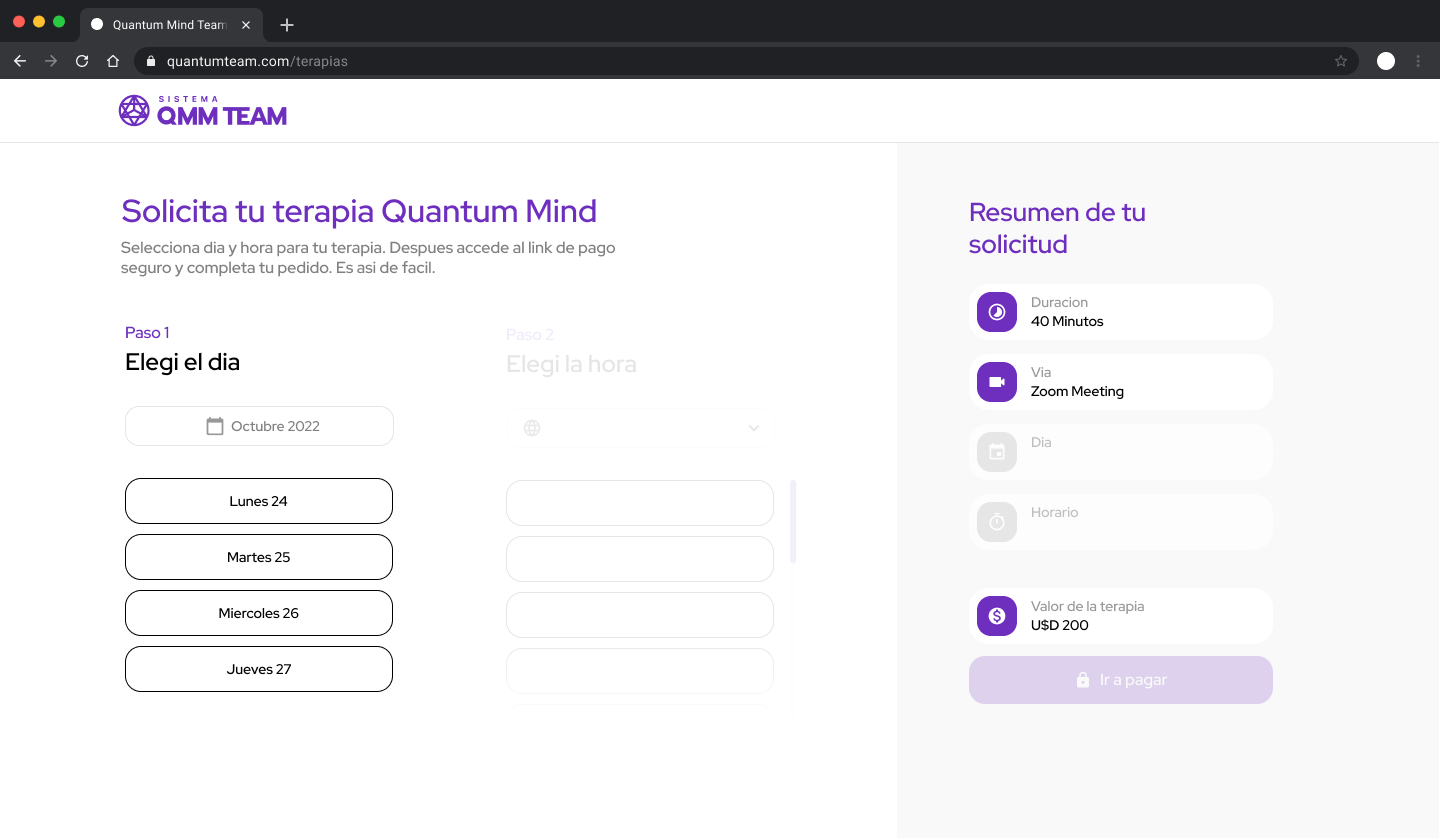 Quantum Mind Team
quantumteam.com/terapias
SISTEMA
QMM TEAM
Solicita tu terapia Quantum Mind
Selecciona dia y hora para tu terapia. Despues accede al link de pago
seguro y completa tu pedido. Es asi de facil.
Paso 1
Elegi el dia
Octubre 2022
Lunes 24
Martes 25
Miercoles 26
Jueves 27
Paso 2
Elegi la hora
Resumen de tu
solicitud
Duracion
40 Minutos
Via
Zoom Meeting
Dia
Horario
Valor de la terapia
U$D 200
Ir a pagar